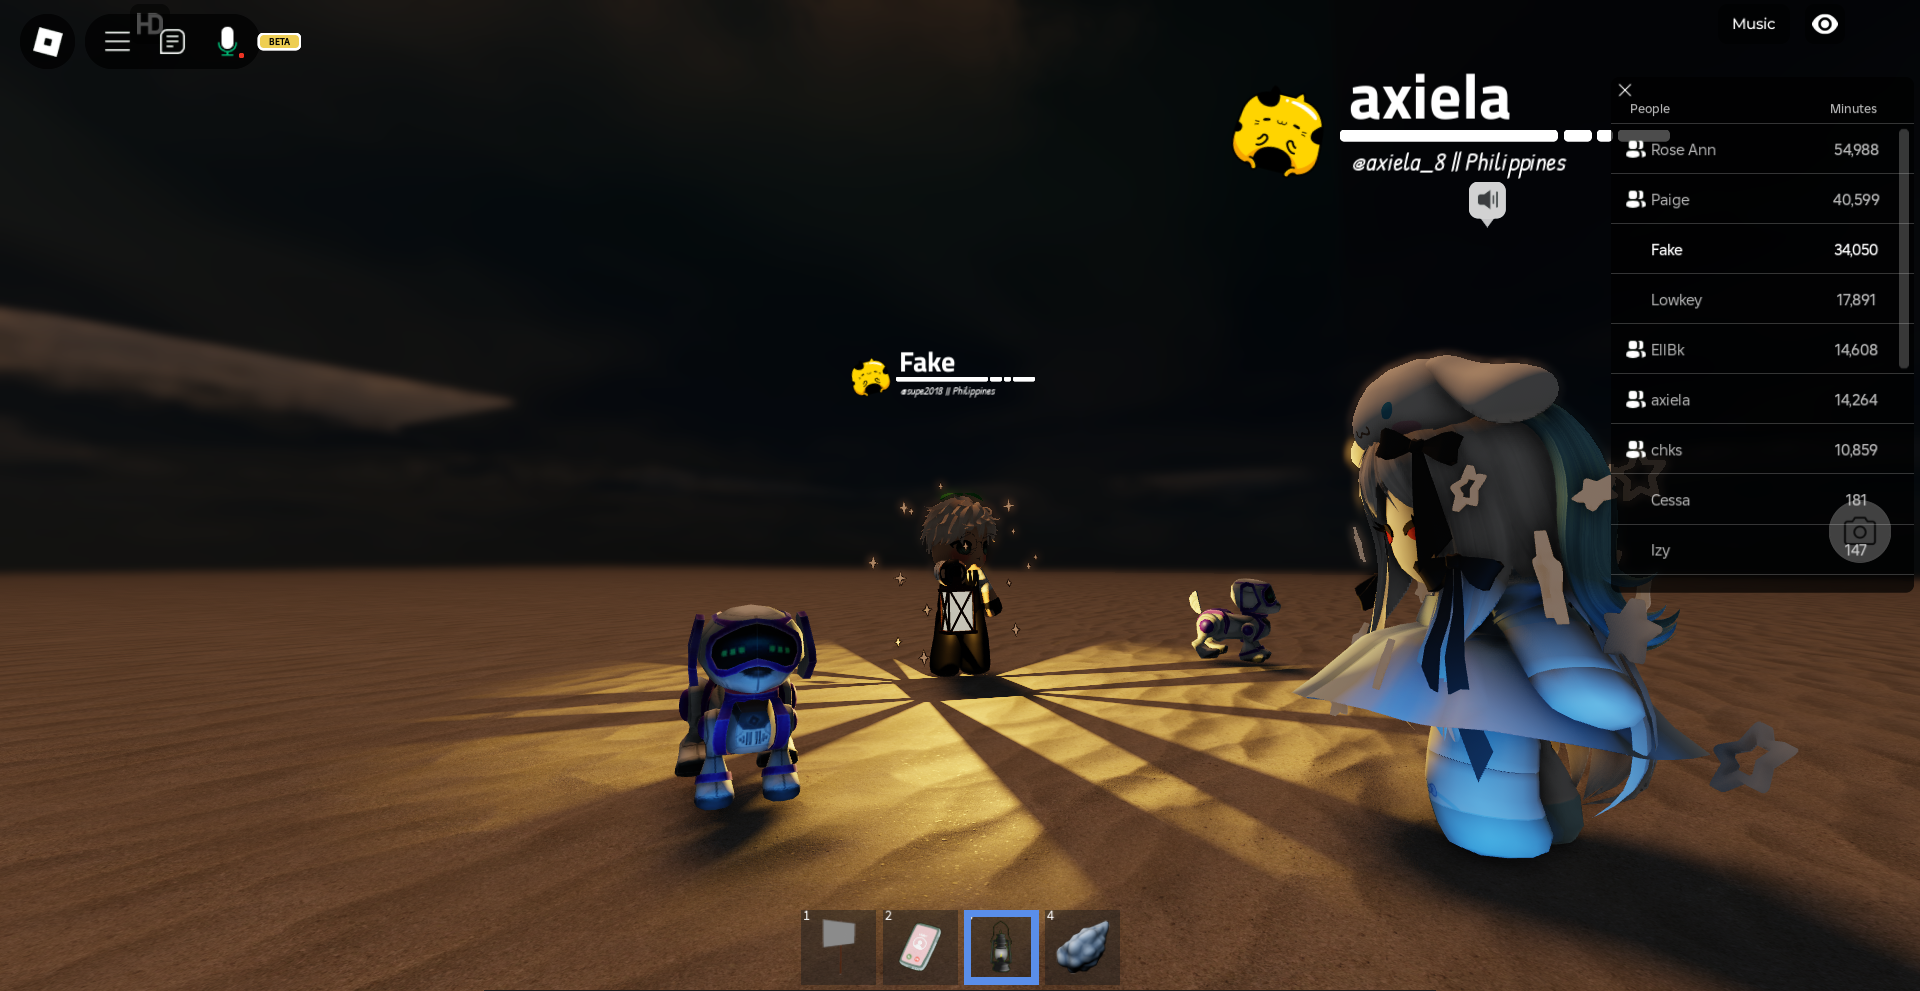 HD
BETA
Music
axiela
@axiela_8 || Philippines
Fake
@supe2018 || Philippines
People Minutes
Rose Ann 54,988
Paige 40,599
Fake 34,050
Lowkey 17,891
EllBk 14,608
axiela 14,264
chks 10,859
Cessa 181
Izy 147
1
2
4